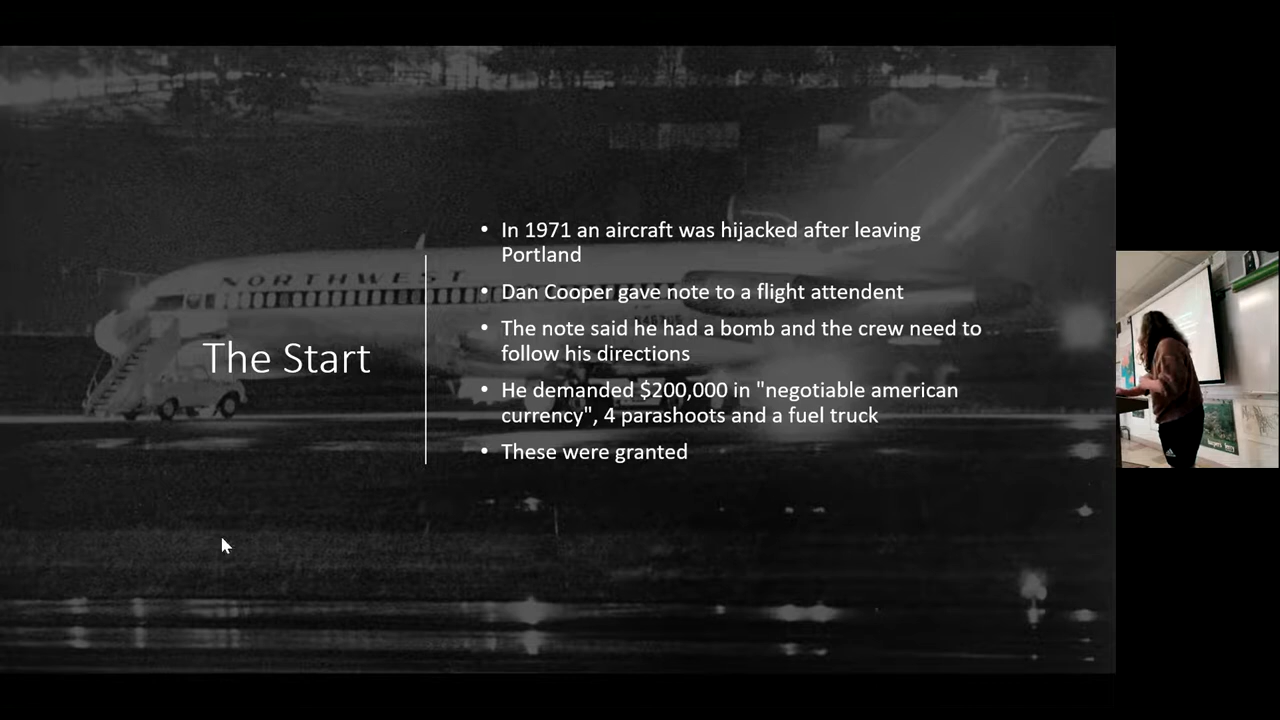 NORTHWEST
The Start
• In 1971 an aircraft was hijacked after leaving
Portland
• Dan Cooper gave note to a flight attendent
• The note said he had a bomb and the crew need to
follow his directions
• He demanded $200,000 in "negotiable american
currency", 4 parashoots and a fuel truck
• These were granted